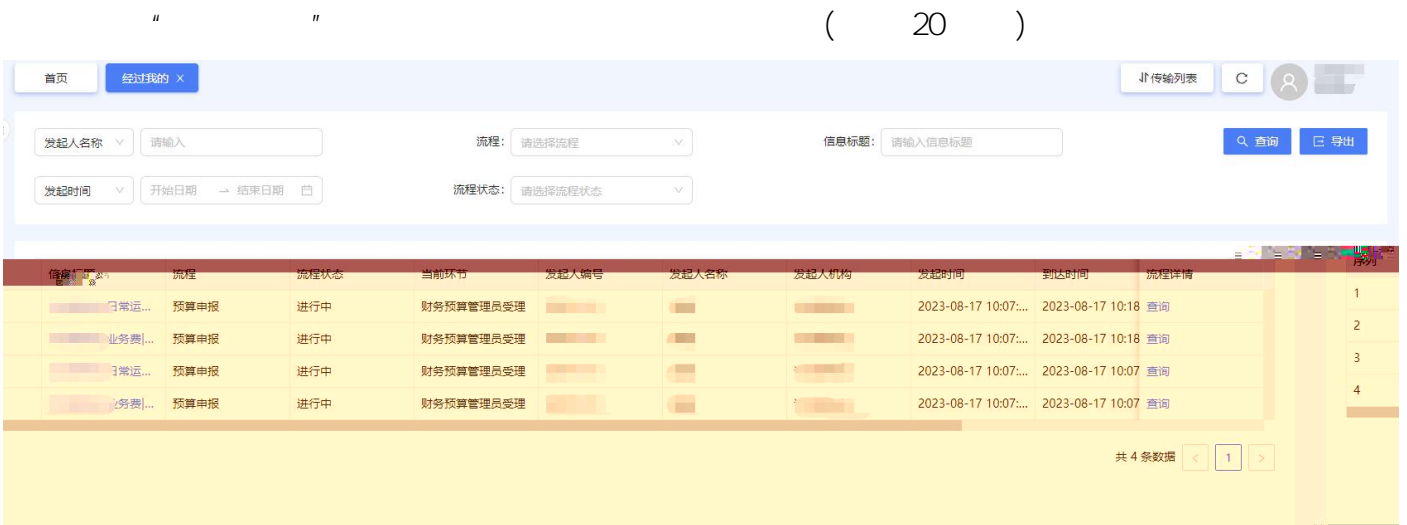 “ ” ( 20 )
首页 经过我的 × 传输列表
发起人名称 请输入 流程: 请选择流程 信息标题: 请输入信息标题 查询 导出
发起时间 开始日期 → 结束日期 流程状态: 请选择流程状态
流程 流程状态 当前环节 发起人编号 发起人名称 发起人机构 发起时间 到达时间 流程详情 序列
日常运... 预算申报 进行中 财务预算管理员受理 2023-08-17 10:07:... 2023-08-17 10:18 查询 1
业务费|... 预算申报 进行中 财务预算管理员受理 2023-08-17 10:07:... 2023-08-17 10:18 查询 2
日常运... 预算申报 进行中 财务预算管理员受理 2023-08-17 10:07:... 2023-08-17 10:07 查询 3
业务费|... 预算申报 进行中 财务预算管理员受理 2023-08-17 10:07:... 2023-08-17 10:07 查询 4
共 4 条数据 < 1 >